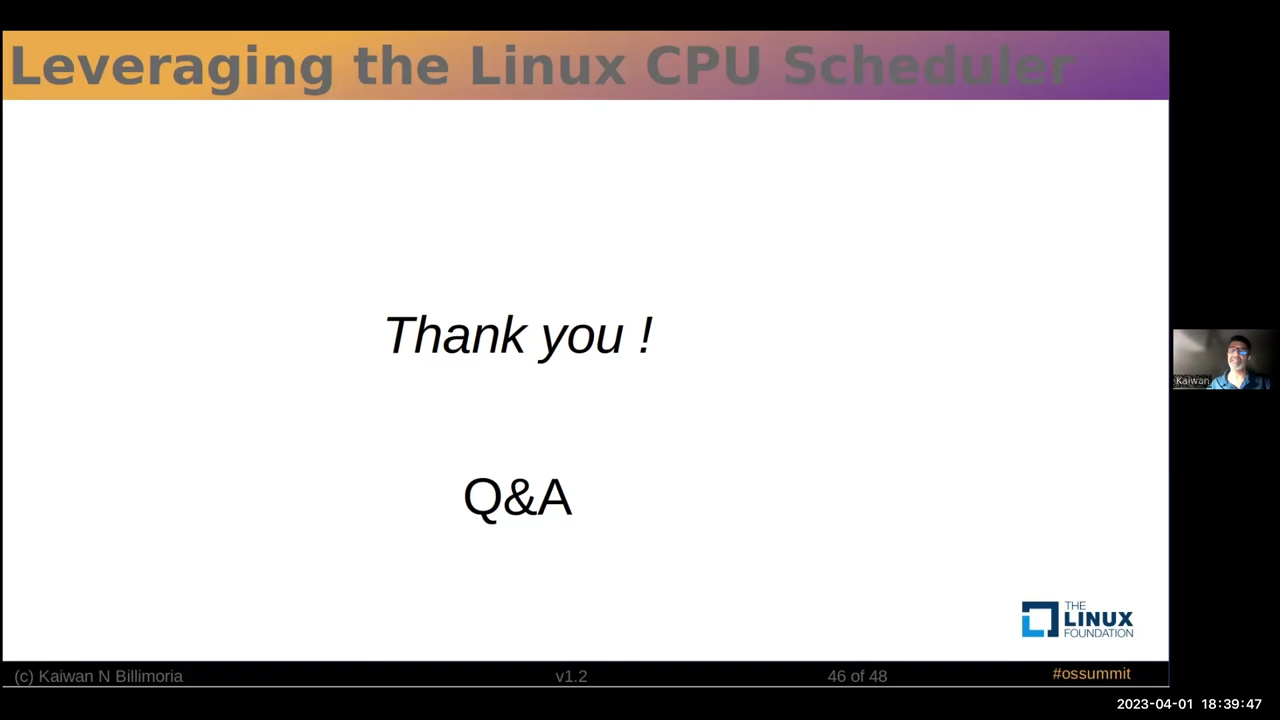 Leveraging the Linux CPU Scheduler
Thank you !
Q&A
THE
LINUX
FOUNDATION
Kaiwan
(c) Kaiwan N Billimoria
v1.2
46 of 48
#ossummit
2023-04-01 18:39:47